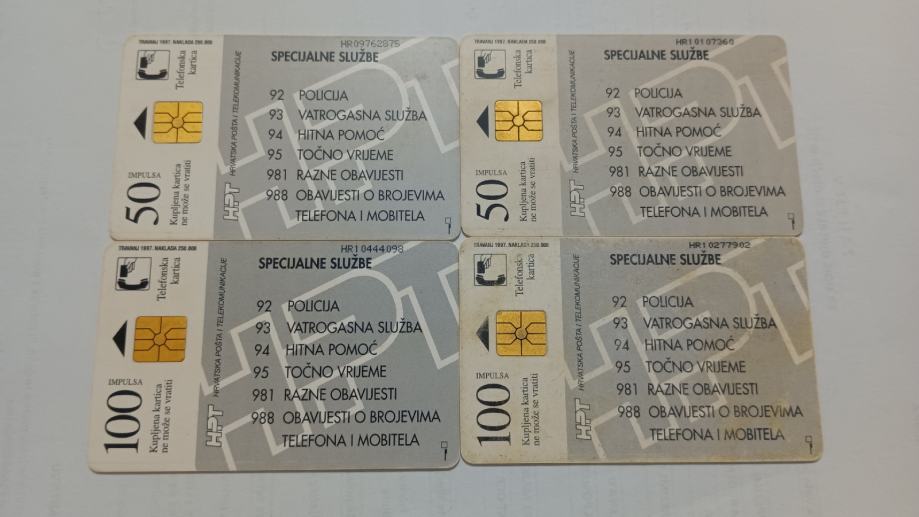 TRAVANJ 1997. NAKLADA 250.000
HR09762875
SPECIJALNE SLUŽBE
Telefonska
kartica
92 POLICIJA
93 VATROGASNA SLUŽBA
94 HITNA POMOĆ
95 TOČNO VRIJEME
981 RAZNE OBAVIJESTI
988 OBAVIJESTI O BROJEVIMA
TELEFONA I MOBITELA
50
IMPULSA
Kupljena kartica
ne može se vratiti
HPT HRVATSKA POŠTA I TELEKOMUNIKACIJE
HPT
TRAVANJ 1997. NAKLADA 250.000
HR10107360
SPECIJALNE SLUŽBE
Telefonska
kartica
92 POLICIJA
93 VATROGASNA SLUŽBA
94 HITNA POMOĆ
95 TOČNO VRIJEME
981 RAZNE OBAVIJESTI
988 OBAVIJESTI O BROJEVIMA
TELEFONA I MOBITELA
50
IMPULSA
Kupljena kartica
ne može se vratiti
HPT HRVATSKA POŠTA I TELEKOMUNIKACIJE
HPT
TRAVANJ 1997. NAKLADA 250.000
HR10444098
SPECIJALNE SLUŽBE
Telefonska
kartica
92 POLICIJA
93 VATROGASNA SLUŽBA
94 HITNA POMOĆ
95 TOČNO VRIJEME
981 RAZNE OBAVIJESTI
988 OBAVIJESTI O BROJEVIMA
TELEFONA I MOBITELA
100
IMPULSA
Kupljena kartica
ne može se vratiti
HPT HRVATSKA POŠTA I TELEKOMUNIKACIJE
HPT
TRAVANJ 1997. NAKLADA 250.000
HR10277902
SPECIJALNE SLUŽBE
Telefonska
kartica
92 POLICIJA
93 VATROGASNA SLUŽBA
94 HITNA POMOĆ
95 TOČNO VRIJEME
981 RAZNE OBAVIJESTI
988 OBAVIJESTI O BROJEVIMA
TELEFONA I MOBITELA
100
IMPULSA
Kupljena kartica
ne može se vratiti
HPT HRVATSKA POŠTA I TELEKOMUNIKACIJE
HPT